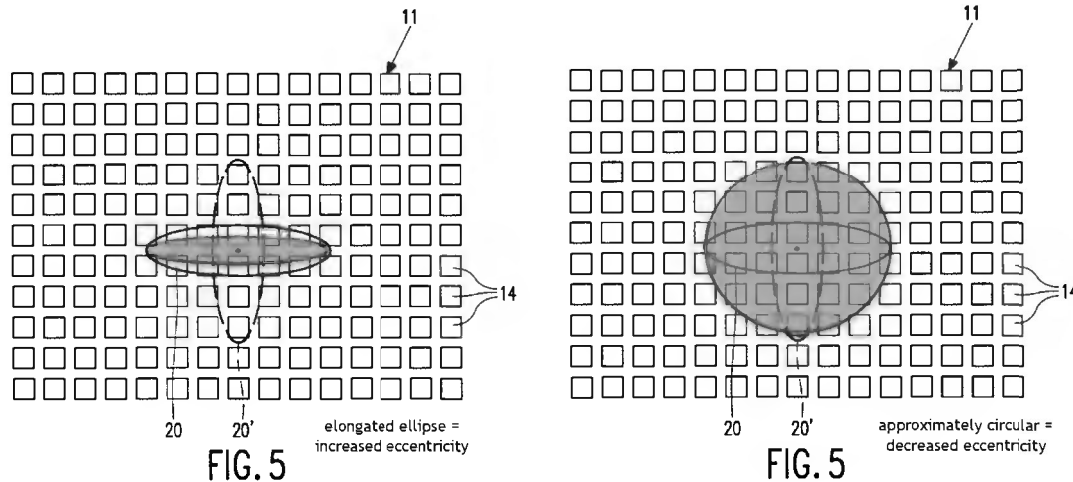 11
14
20
20'
elongated ellipse =
increased eccentricity
FIG. 5
11
14
20
20'
approximately circular =
decreased eccentricity
FIG. 5